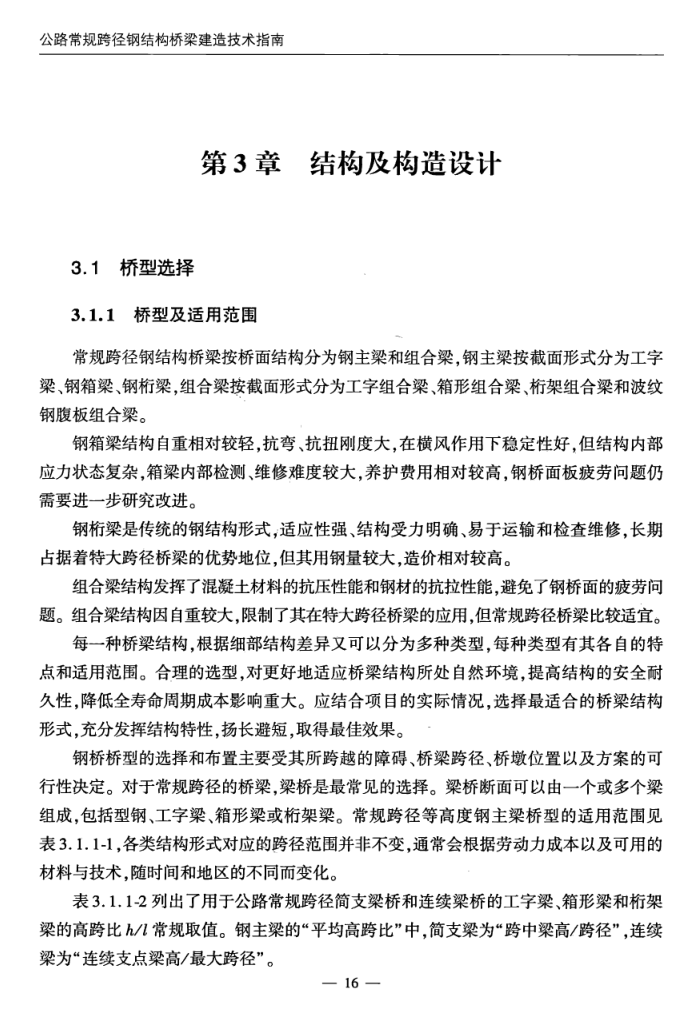 公路常规跨径钢结构桥梁建造技术指南
第3章 结构及构造设计
3.1 桥型选择
3.1.1 桥型及适用范围
常规跨径钢结构桥梁按桥面结构分为钢主梁和组合梁,钢主梁按截面形式分为工字
梁、钢箱梁、钢桁梁,组合梁按截面形式分为工字组合梁、箱形组合梁、桁架组合梁和波纹
钢腹板组合梁。
钢箱梁结构自重相对较轻,抗弯、抗扭刚度大,在横风作用下稳定性好,但结构内部
应力状态复杂,箱梁内部检测、维修难度较大,养护费用相对较高,钢桥面板疲劳问题仍
需要进一步研究改进。
钢桁梁是传统的钢结构形式,适应性强、结构受力明确、易于运输和检查维修,长期
占据着特大跨径桥梁的优势地位,但其用钢量较大,造价相对较高。
组合梁结构发挥了混凝土材料的抗压性能和钢材的抗拉性能,避免了钢桥面的疲劳问
题。组合梁结构因自重较大,限制了其在特大跨径桥梁的应用,但常规跨径桥梁比较适宜。
每一种桥梁结构,根据细部结构差异又可以分为多种类型,每种类型有其各自的特
点和适用范围。合理的选型,对更好地适应桥梁结构所处自然环境,提高结构的安全耐
久性,降低全寿命周期成本影响重大。应结合项目的实际情况,选择最适合的桥梁结构
形式,充分发挥结构特性,扬长避短,取得最佳效果。
钢桥桥型的选择和布置主要受其所跨越的障碍、桥梁跨径、桥墩位置以及方案的可
行性决定。对于常规跨径的桥梁,梁桥是最常见的选择。梁桥断面可以由一个或多个梁
组成,包括型钢、工字梁、箱形梁或桁架梁。常规跨径等高度钢主梁桥型的适用范围见
表3.1.1-1,各类结构形式对应的跨径范围并非不变,通常会根据劳动力成本以及可用的
材料与技术,随时间和地区的不同而变化。
表3.1.1-2列出了用于公路常规跨径简支梁桥和连续梁桥的工字梁、箱形梁和桁架
梁的高跨比h/l常规取值。钢主梁的“平均高跨比”中,简支梁为“跨中梁高/跨径”,连续
梁为“连续支点梁高/最大跨径”。
— 16 —